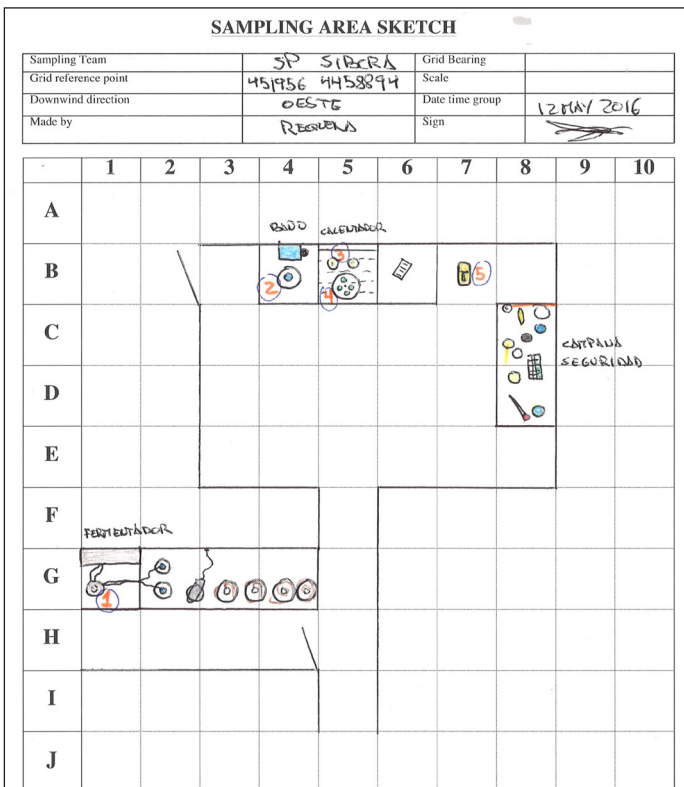 SAMPLING AREA SKETCH
Sampling Team SP SIBCRA Grid Bearing
Grid reference point 451956 4458894 Scale
Downwind direction OESTE Date time group 12 MAY 2016
Made by REQUENA Sign
1 2 3 4 5 6 7 8 9 10
A
BAÑO CALENTADOR
B 2 3 4 5
C
CAMPANA
SEGURIDAD
D
E
F
FERMENTADOR
G 1
H
I
J